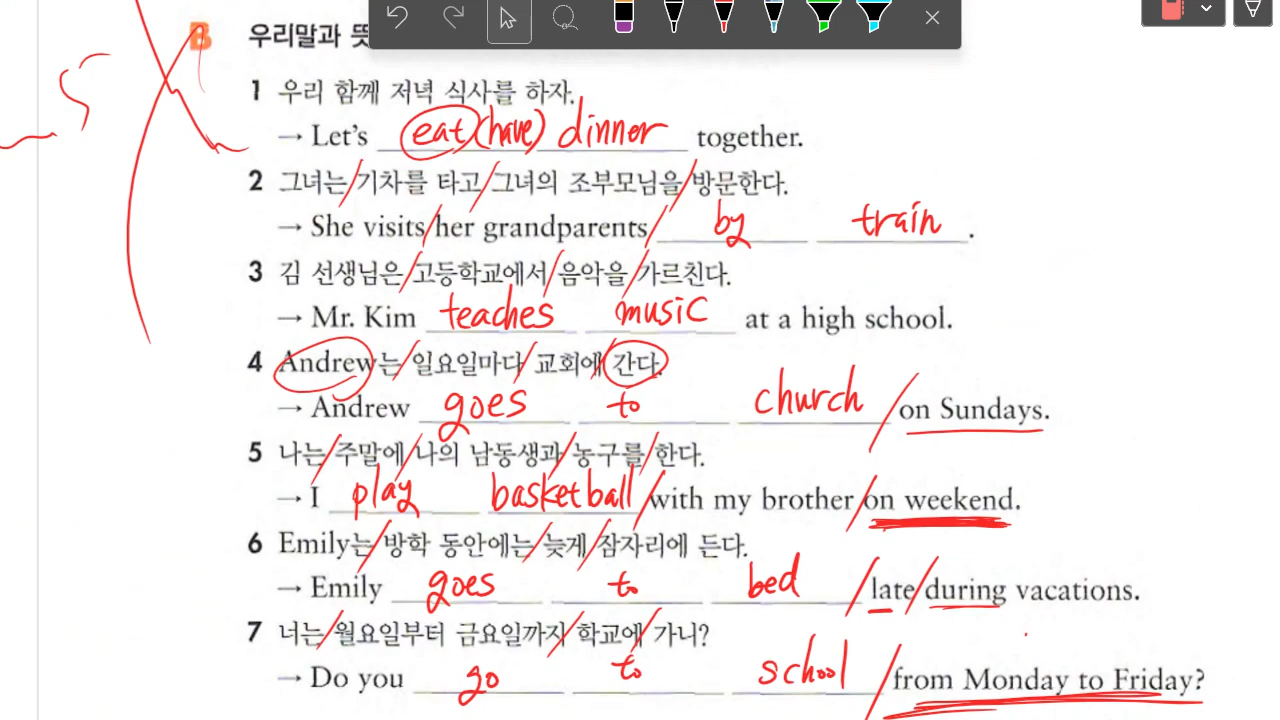 B 우리말과 뜻
1 우리 함께 저녁 식사를 하자.
→ Let's eat (have) dinner together.
2 그녀는/기차를 타고/그녀의 조부모님을/방문한다.
→ She visits/her grandparents/ by train.
3 김 선생님은/고등학교에서/음악을/가르친다.
→ Mr. Kim teaches music at a high school.
4 Andrew는/일요일마다/교회에/간다.
→ Andrew goes to church / on Sundays.
5 나는/주말에/나의 남동생과/농구를/한다.
→ I play basketball/with my brother/on weekend.
6 Emily는/방학 동안에는/늦게/잠자리에 든다.
→ Emily goes to bed /late/during vacations.
7 너는/월요일부터 금요일까지/학교에/가니?
→ Do you go to school /from Monday to Friday?